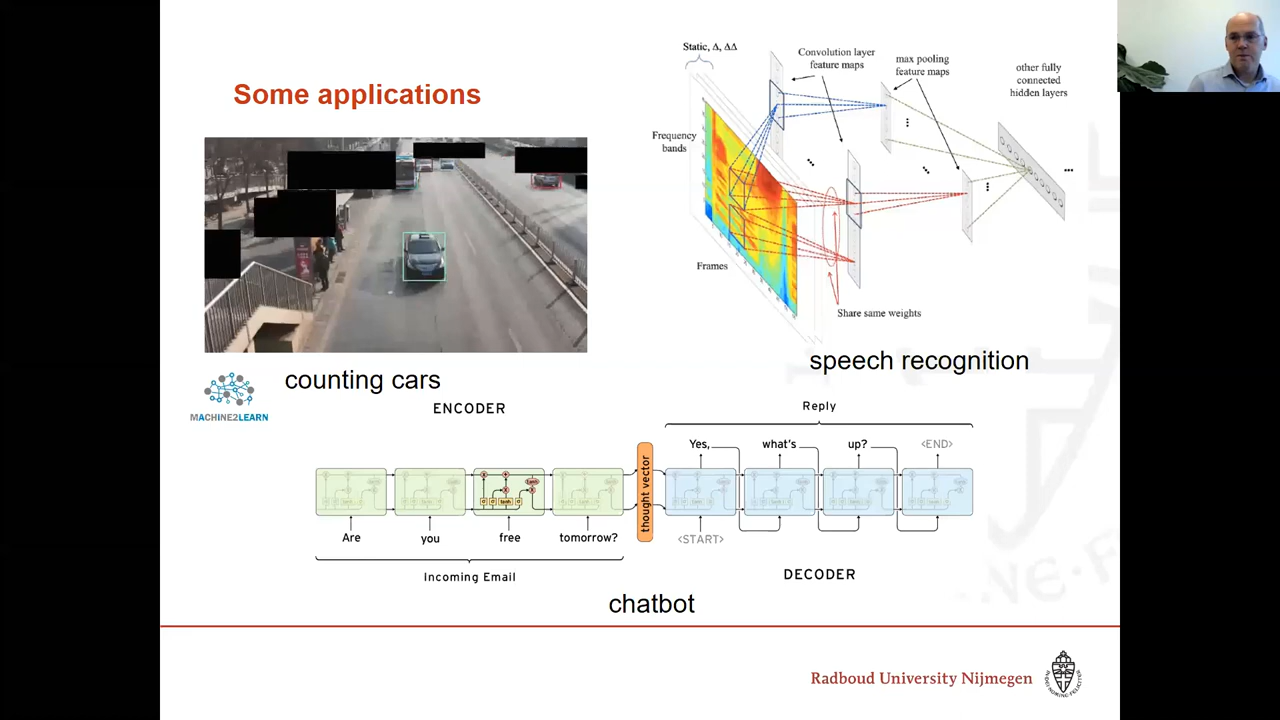 Some applications
Static, Δ, ΔΔ
Convolution layer
feature maps
max pooling
feature maps
other fully
connected
hidden layers
Frequency
bands
Frames
Share same weights
counting cars
speech recognition
MACHINE2LEARN
ENCODER
Reply
Yes,
what's
up?
<END>
thought vector
Are
you
free
tomorrow?
<START>
Incoming Email
DECODER
chatbot
Radboud University Nijmegen